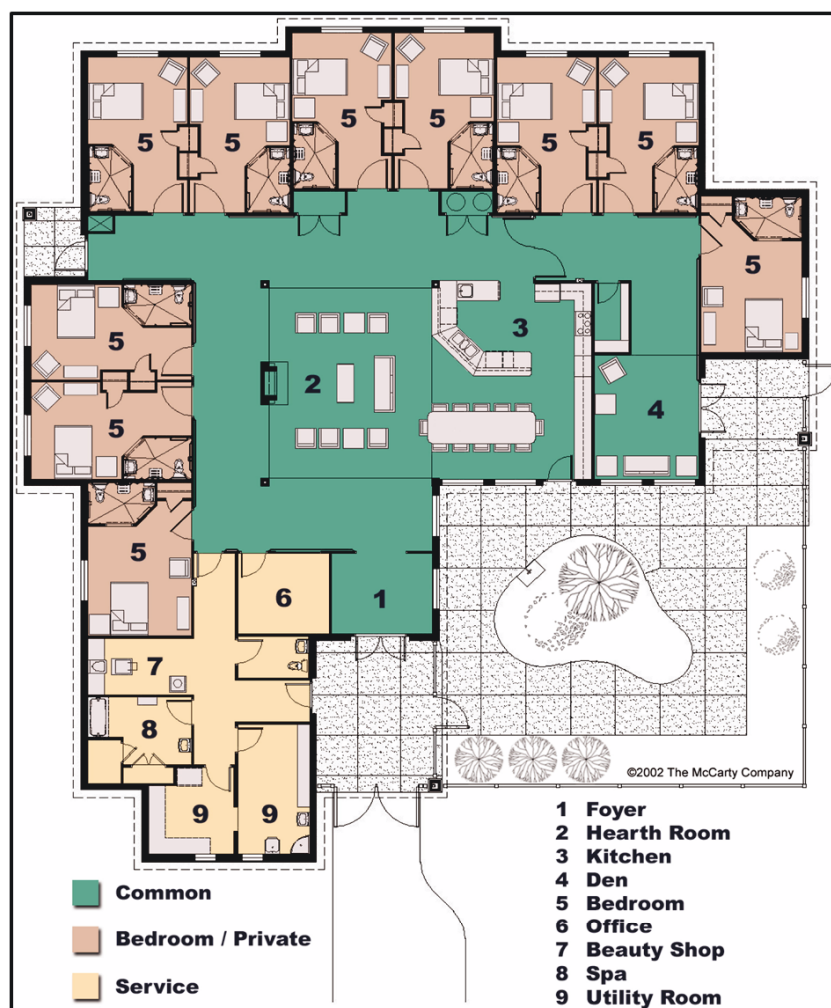 5 5 5 5 5 5
5
5
3
2
5
4
5
6
1
7
8
9 9
©2002 The McCarty Company
1 Foyer
2 Hearth Room
3 Kitchen
4 Den
5 Bedroom
6 Office
7 Beauty Shop
8 Spa
9 Utility Room
Common
Bedroom / Private
Service